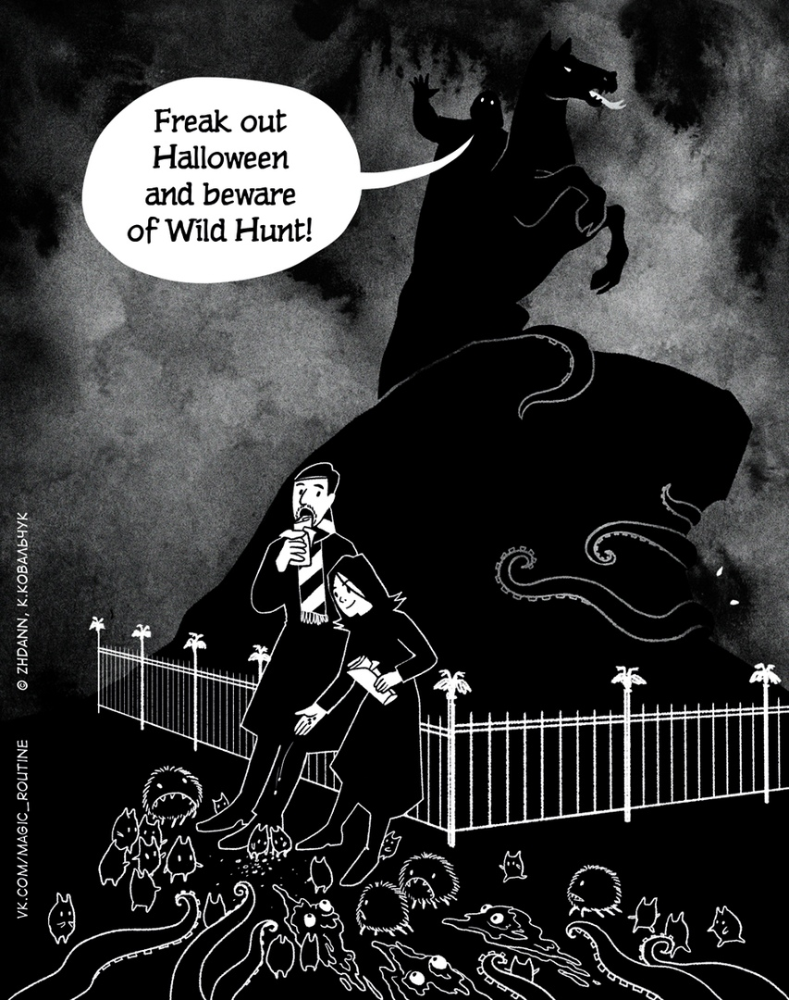 Freak out
Halloween
and beware
of Wild Hunt!
© ZHDANN, К.КОВАЛЬЧУК
VK.COM/MAGIC_ROUTINE